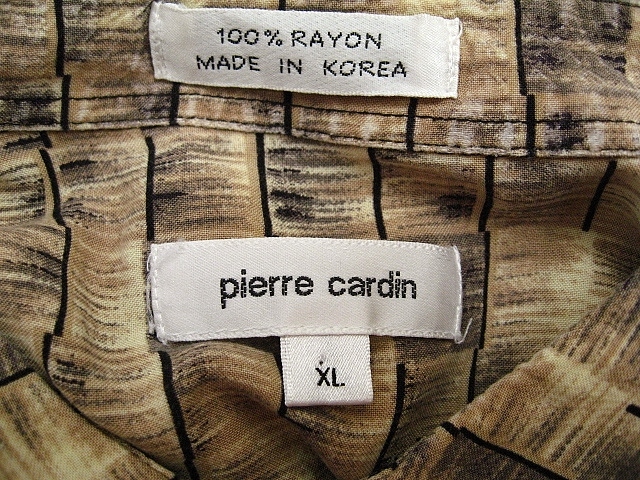 100% RAYON
MADE IN KOREA
pierre cardin
XL